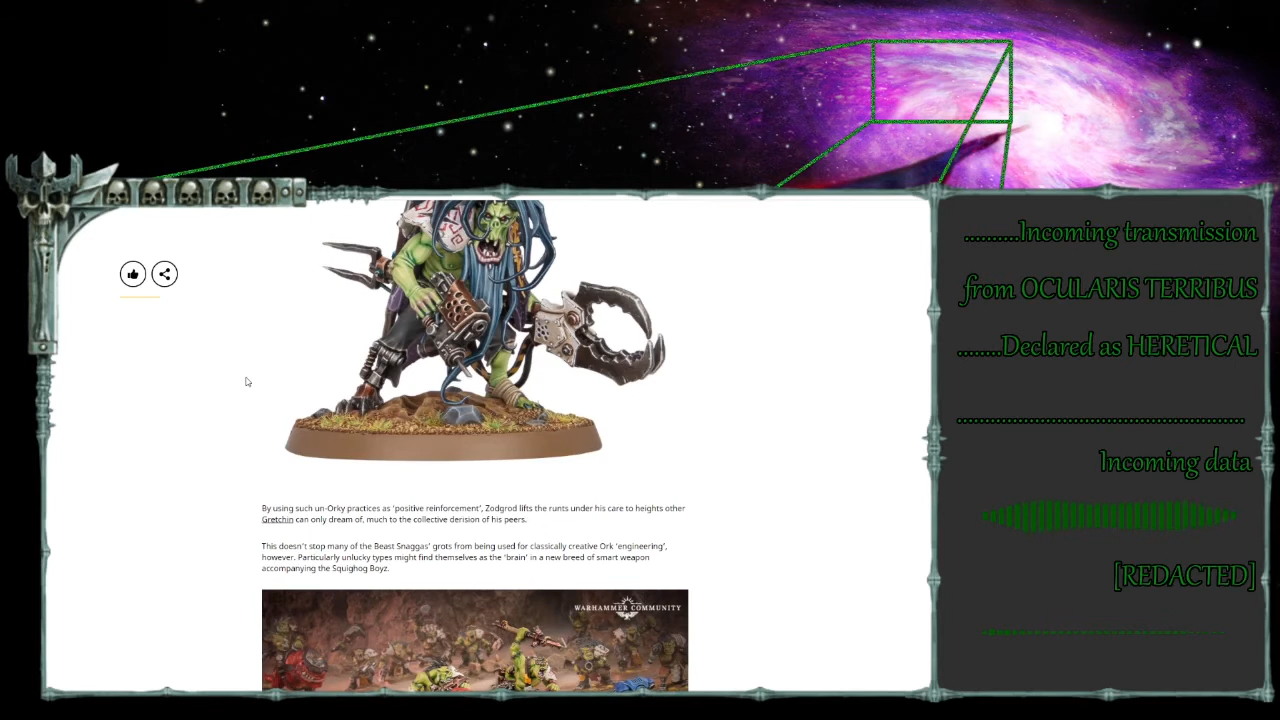 ..........Incoming transmission
from OCULARIS TERRIBUS
........Declared as HERETICAL
.....................................................
Incoming data
[REDACTED]
By using such un-Orky practices as ‘positive reinforcement’, Zodgrod lifts the runts under his care to heights other
Gretchin can only dream of, much to the collective derision of his peers.
This doesn’t stop many of the Beast Snaggas’ grots from being used for classically creative Ork ‘engineering’,
however. Particularly unlucky types might find themselves as the ‘brain’ in a new breed of smart weapon
accompanying the Squighog Boyz.
WARHAMMER COMMUNITY